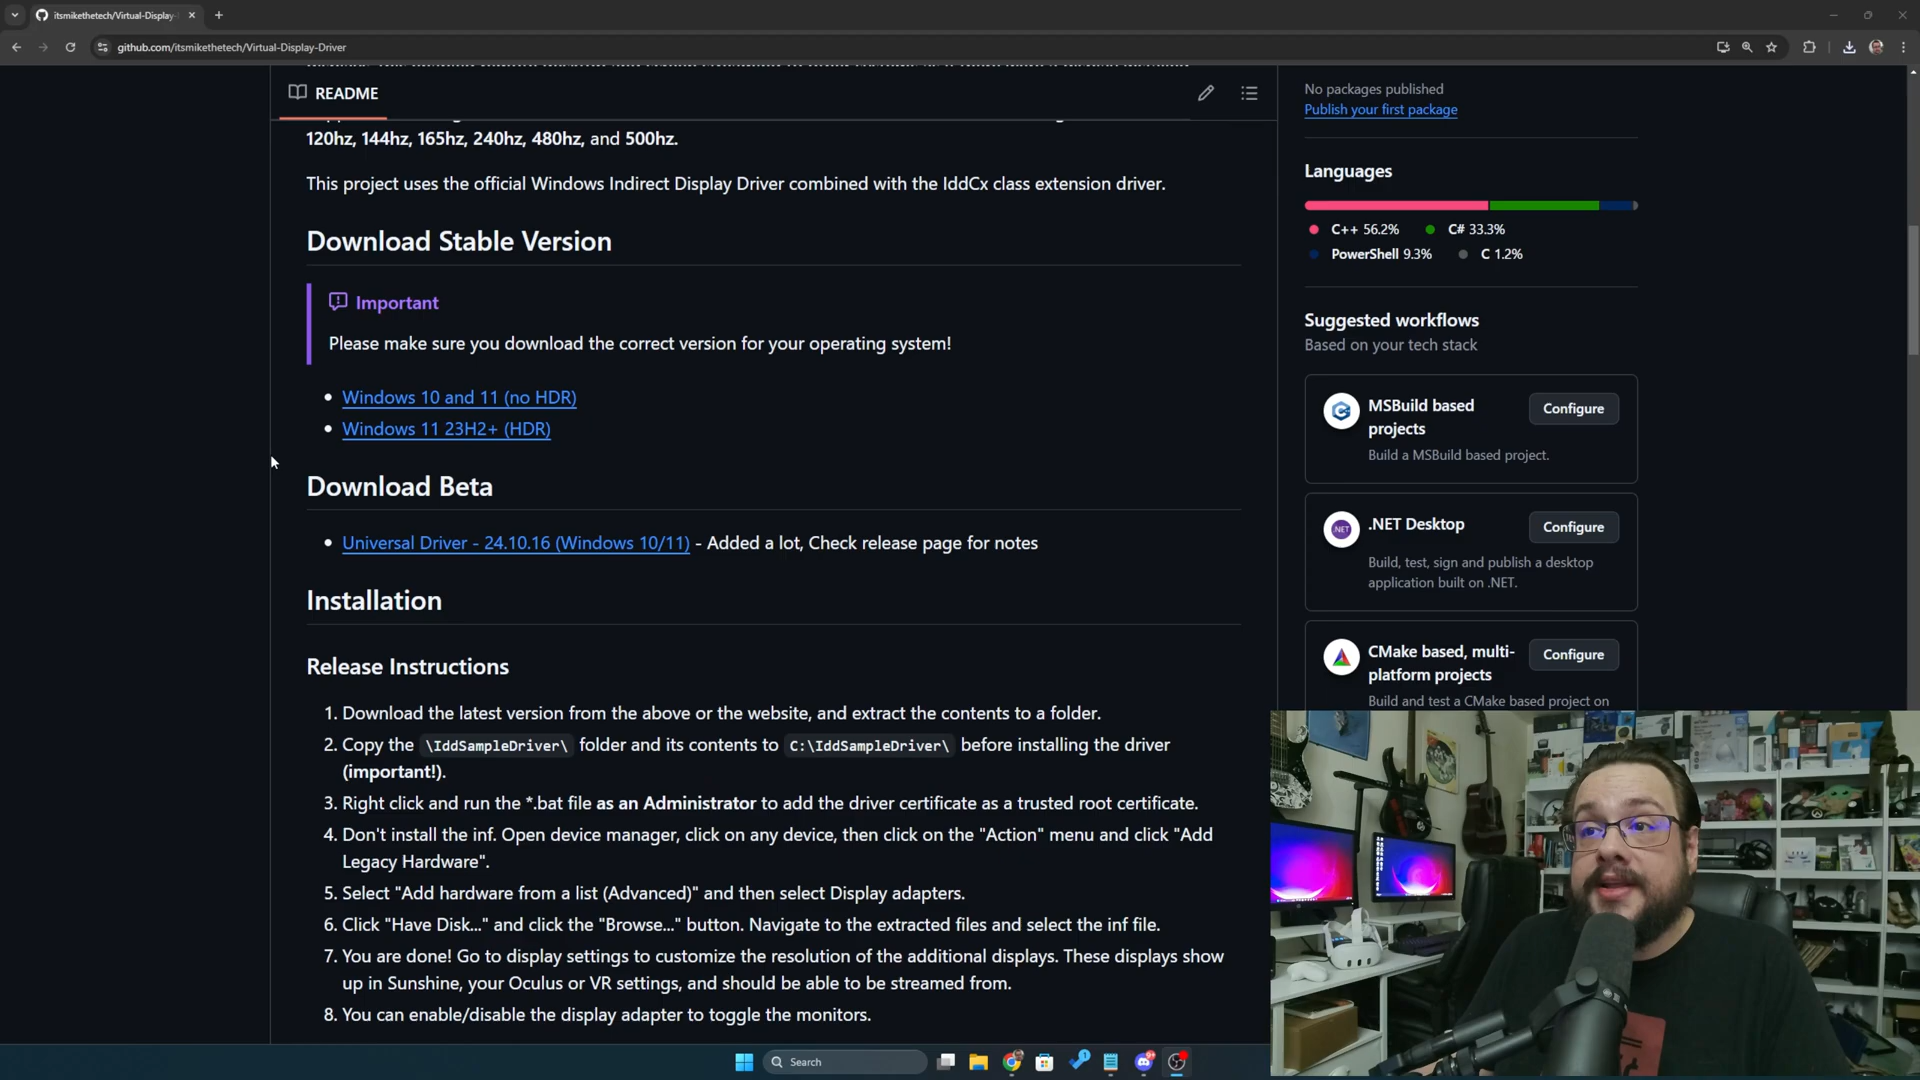 itsmikethetech/Virtual-Display-
github.com/itsmikethetech/Virtual-Display-Driver
README
120hz, 144hz, 165hz, 240hz, 480hz, and 500hz.
This project uses the official Windows Indirect Display Driver combined with the IddCx class extension driver.
Download Stable Version
Important
Please make sure you download the correct version for your operating system!
• Windows 10 and 11 (no HDR)
• Windows 11 23H2+ (HDR)
Download Beta
• Universal Driver - 24.10.16 (Windows 10/11) - Added a lot, Check release page for notes
Installation
Release Instructions
1. Download the latest version from the above or the website, and extract the contents to a folder.
2. Copy the \IddSampleDriver\ folder and its contents to C:\IddSampleDriver\ before installing the driver
(important!).
3. Right click and run the *.bat file as an Administrator to add the driver certificate as a trusted root certificate.
4. Don't install the inf. Open device manager, click on any device, then click on the "Action" menu and click "Add
Legacy Hardware".
5. Select "Add hardware from a list (Advanced)" and then select Display adapters.
6. Click "Have Disk..." and click the "Browse..." button. Navigate to the extracted files and select the inf file.
7. You are done! Go to display settings to customize the resolution of the additional displays. These displays show
up in Sunshine, your Oculus or VR settings, and should be able to be streamed from.
8. You can enable/disable the display adapter to toggle the monitors.
No packages published
Publish your first package
Languages
C++ 56.2% C# 33.3%
PowerShell 9.3% C 1.2%
Suggested workflows
Based on your tech stack
MSBuild based
projects
Configure
Build a MSBuild based project.
.NET
.NET Desktop
Configure
Build, test, sign and publish a desktop
application built on .NET.
CMake based, multi-
platform projects
Configure
Build and test a CMake based project on
Search